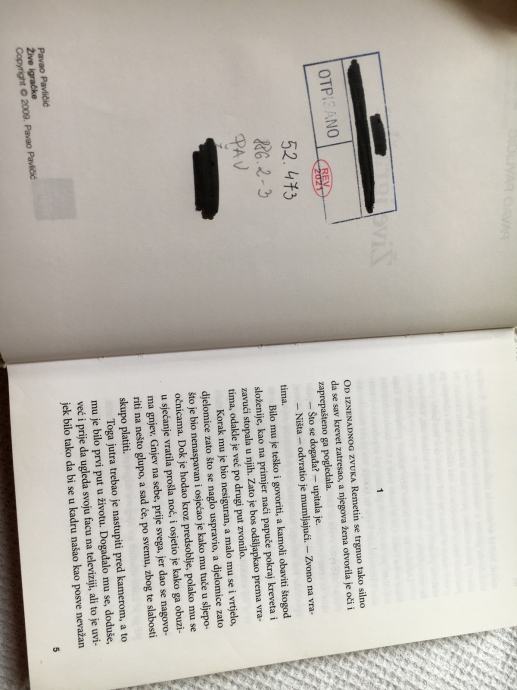 OTPISANO
REV
2021
52.473
886.2-3
PAV
Pavao Pavličić
Žive igračke
Copyright © 2009. Pavao Pavličić
1
OD IZNENADNOG ZVUKA Remetin se trgnuo tako silno
da se sav krevet zatresao, a njegova žena otvorila je oči i
zaprepašteno ga pogledala.
– Što se događa? – upitala je.
– Ništa – odvratio je mumljajući. – Zvono na vra-
tima.
Bilo mu je teško i govoriti, a kamoli obaviti štogod
složenije, kao na primjer naći papuče pokraj kreveta i
zavući stopala u njih. Zato je bos odšljapkao prema vra-
tima, odakle je već po drugi put zvonilo.
Korak mu je bio nesiguran, a malo mu se i vrtjelo,
djelomice zato što se naglo uspravio, a djelomice zato
što je bio nenaspavan i osjećao je kako mu tuče u sljepo-
očnicama. Dok je hodao kroz predsoblje, polako mu se
u sjećanje vratila prošla noć, i osjetio je kako ga obuzi-
ma gnjev. Gnjev na sebe, prije svega, jer dao se nagovo-
riti na nešto glupo, a sad će, po svemu, zbog te slabosti
skupo platiti.
Toga jutra trebao je nastupiti pred kamerom, a to
mu je bilo prvi put u životu. Događalo mu se, doduše,
već i prije da ugleda svoju facu na televiziji, ali to je uvi-
jek bilo tako da bi se u kadru našao kao posve nevažan
5